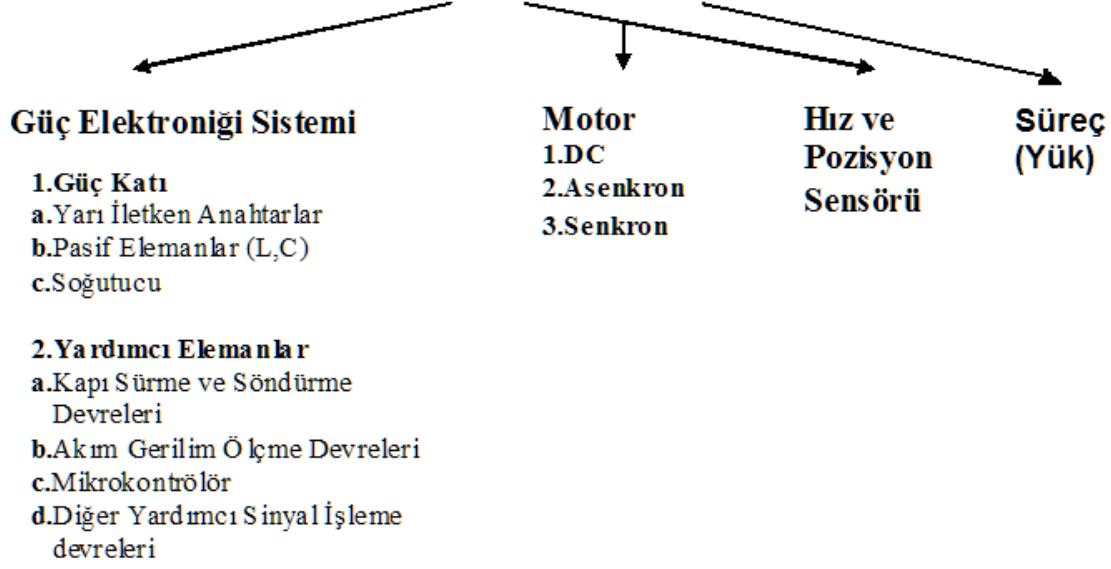 Güç Elektroniği Sistemi
1.Güç Katı
a.Yarı İletken Anahtarlar
b.Pasif Elemanlar (L,C)
c.Soğutucu
2.Yardımcı Elemanlar
a.Kapı Sürme ve Söndürme
Devreleri
b.Akım Gerilim Ölçme Devreleri
c.Mikrokontrölör
d.Diğer Yardımcı Sinyal İşleme
devreleri
Motor
1.DC
2.Asenkron
3.Senkron
Hız ve
Pozisyon
Sensörü
Süreç
(Yük)